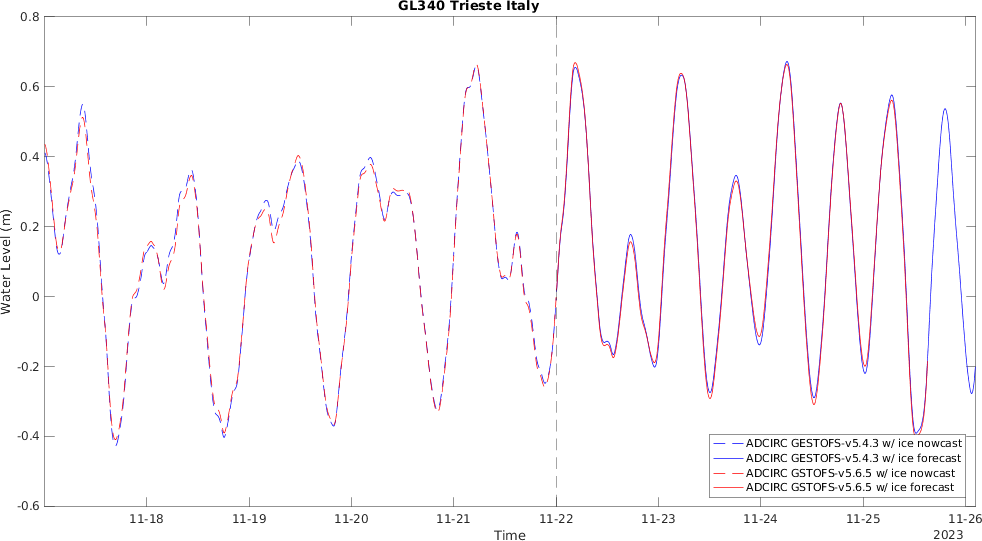 GL340 Trieste Italy
0.8
0.6
0.4
0.2
0
-0.2
-0.4
-0.6
Water Level (m)
ADCIRC GESTOFS-v5.4.3 w/ ice nowcast
ADCIRC GESTOFS-v5.4.3 w/ ice forecast
ADCIRC GSTOFS-v5.6.5 w/ ice nowcast
ADCIRC GSTOFS-v5.6.5 w/ ice forecast
11-18 11-19 11-20 11-21 11-22 11-23 11-24 11-25 11-26
Time
2023